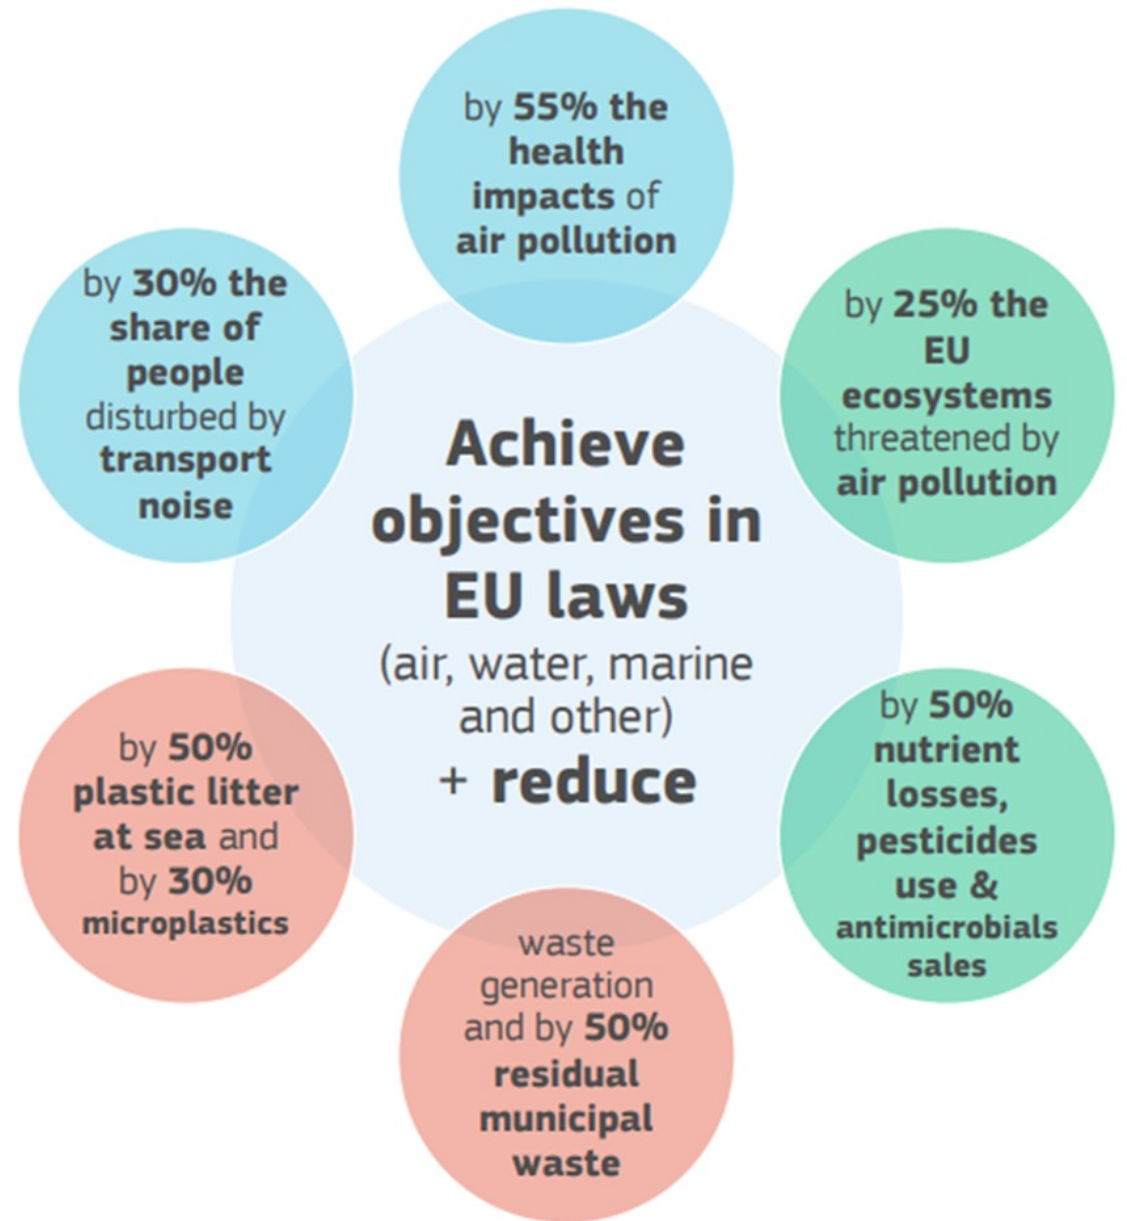 by 55% the
health
impacts of
air pollution
by 30% the
share of
people
disturbed by
transport
noise
by 25% the
EU
ecosystems
threatened by
air pollution
Achieve
objectives in
EU laws
(air, water, marine
and other)
+ reduce
by 50%
plastic litter
at sea and
by 30%
microplastics
by 50%
nutrient
losses,
pesticides
use &
antimicrobials
sales
waste
generation
and by 50%
residual
municipal
waste